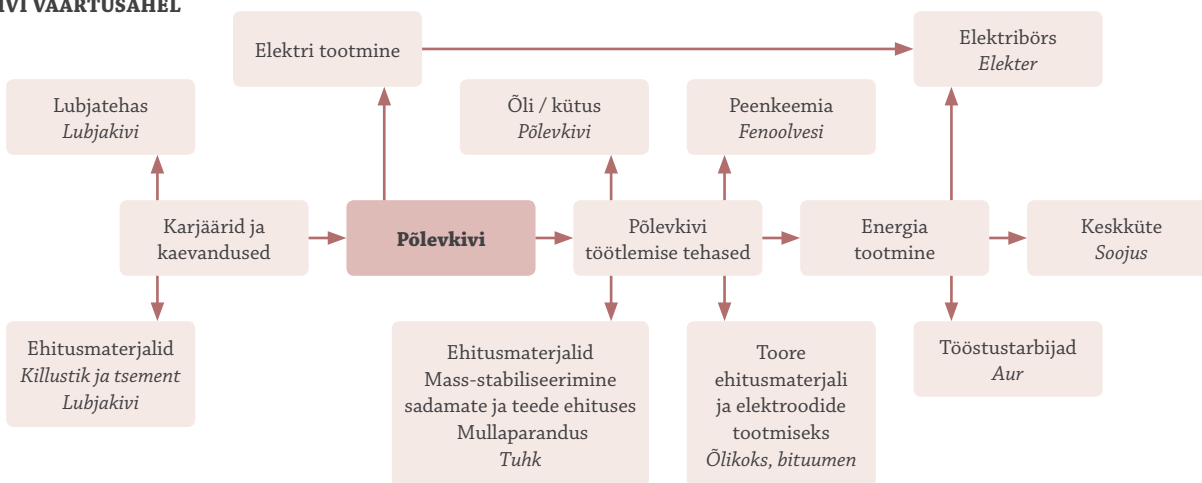 IVI VÄÄRTUSAHEL
Elektri tootmine
Elektribörs
Elekter
Lubjatehas
Lubjakivi
Õli / kütus
Põlevkivi
Peenkeemia
Fenoolvesi
Karjäärid ja
kaevandused
Põlevkivi
Põlevkivi
töötlemise tehased
Energia
tootmine
Keskküte
Soojus
Ehitusmaterjalid
Killustik ja tsement
Lubjakivi
Ehitusmaterjalid
Mass-stabiliseerimine
sadamate ja teede ehituses
Mullaparandus
Tuhk
Toore
ehitusmaterjali
ja elektroodide
tootmiseks
Õlikoks, bituumen
Tööstustarbijad
Aur